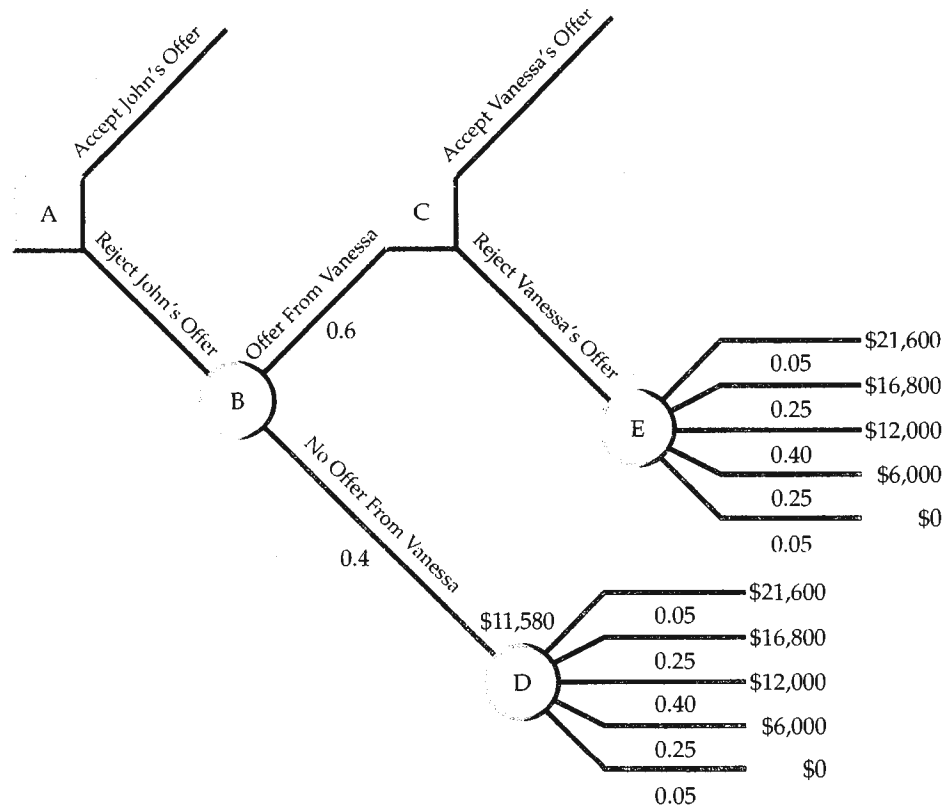 Accept John's Offer
A
Reject John's Offer
B
Offer From Vanessa
0.6
No Offer From Vanessa
0.4
C
Accept Vanessa's Offer
Reject Vanessa's Offer
E
$21,600
0.05
$16,800
0.25
$12,000
0.40
$6,000
0.25
$0
0.05
$11,580
D
$21,600
0.05
$16,800
0.25
$12,000
0.40
$6,000
0.25
$0
0.05